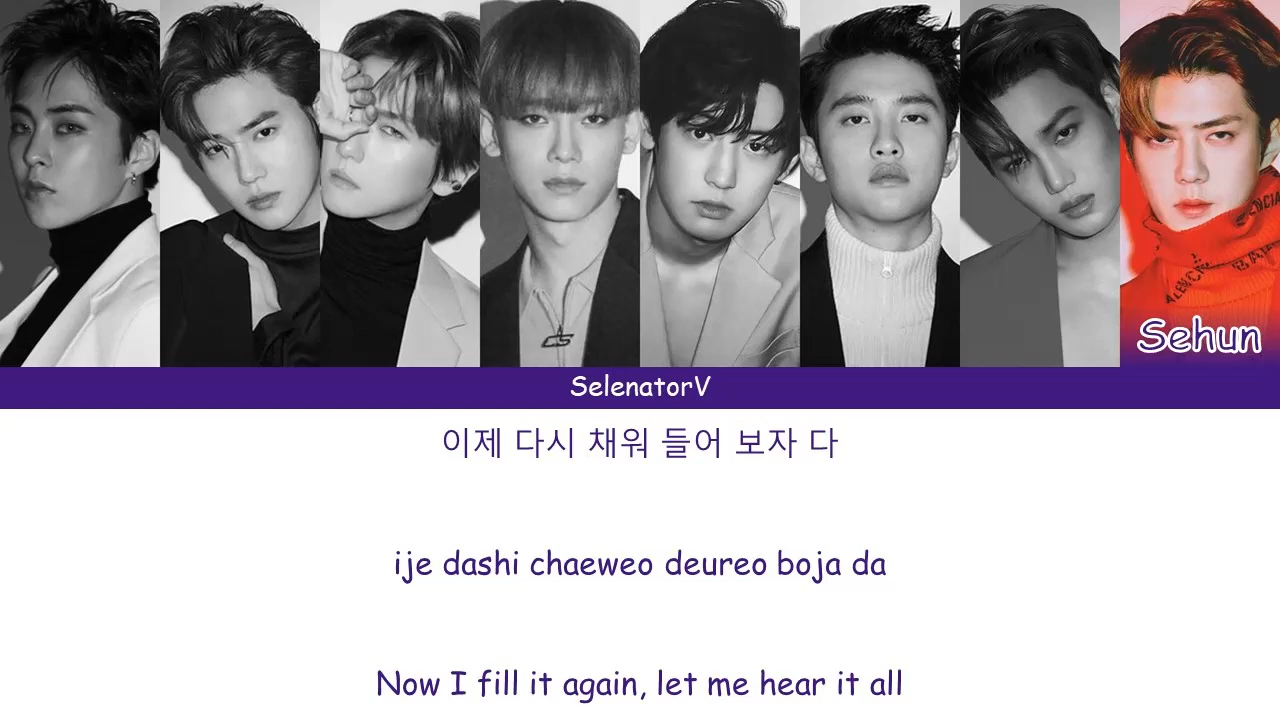 CS
Sehun
SelenatorV
이제 다시 채워 들어 보자 다
ije dashi chaeweo deureo boja da
Now I fill it again, let me hear it all